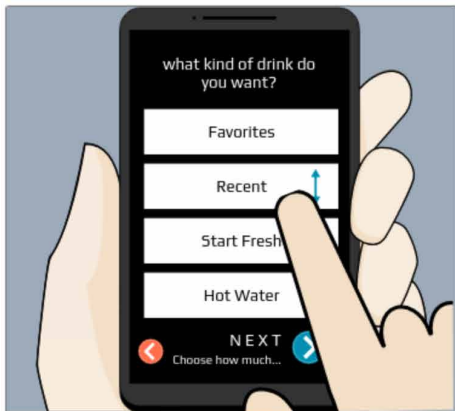 what kind of drink do
you want?
Favorites
Recent
Start Fresh
Hot Water
NEXT
Choose how much...